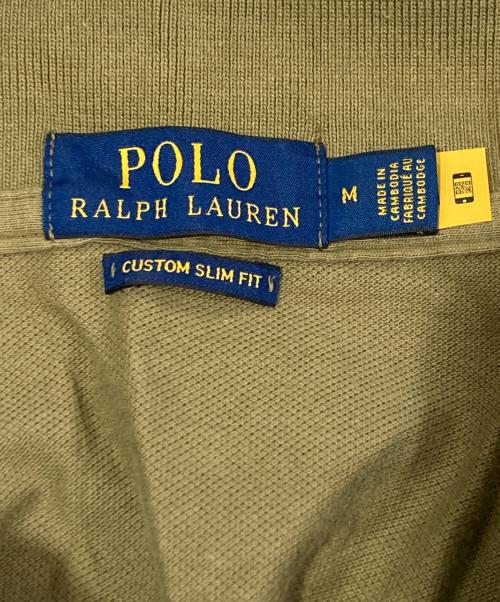 POLO
RALPH LAUREN
M
MADE IN
CAMBODIA
FABRIQUÉ AU
CAMBODGE
CUSTOM SLIM FIT